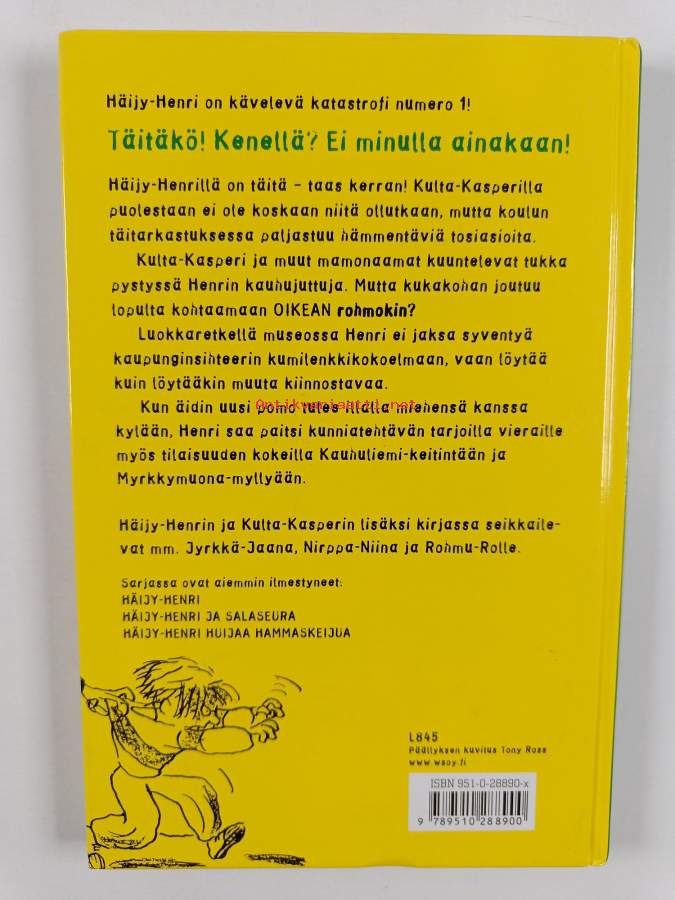 Häijy-Henri on kävelevä katastrofi numero 1!
Täitäkö! Kenellä? Ei minulla ainakaan!
Häijy-Henrillä on täitä – taas kerran! Kulta-Kasperilla
puolestaan ei ole koskaan niitä ollutkaan, mutta koulun
täitarkastuksessa paljastuu hämmentäviä tosiasioita.
Kulta-Kasperi ja muut mamonaamat kuuntelevat tukka
pystyssä Henrin kauhujuttuja. Mutta kukakohan joutuu
lopulta kohtaamaan OIKEAN rohmokin?
Luokkaretkellä museossa Henri ei jaksa syventyä
kaupunginsihteerin kumilenkkikokoelmaan, vaan löytää
kuin löytääkin muuta kiinnostavaa.
Antikvariaatti.net
Kun äidin uusi pomo tulee illalla miehensä kanssa
kylään, Henri saa paitsi kunniatehtävän tarjoilla vieraille
myös tilaisuuden kokeilla Kauhuliemi-keitintään ja
Myrkkymuona-myllyään.
Häijy-Henrin ja Kulta-Kasperin lisäksi kirjassa seikkaile-
vat mm. Jyrkkä-Jaana, Nirppa-Niina ja Rohmu-Rolle.
Sarjassa ovat aiemmin ilmestyneet:
HÄIJY-HENRI
HÄIJY-HENRI JA SALASEURA
HÄIJY-HENRI HUIJAA HAMMASKEIJUA
L845
Päällyksen kuvitus Tony Ross
www.wsoy.fi
ISBN 951-0-28890-x
9 789510 288900